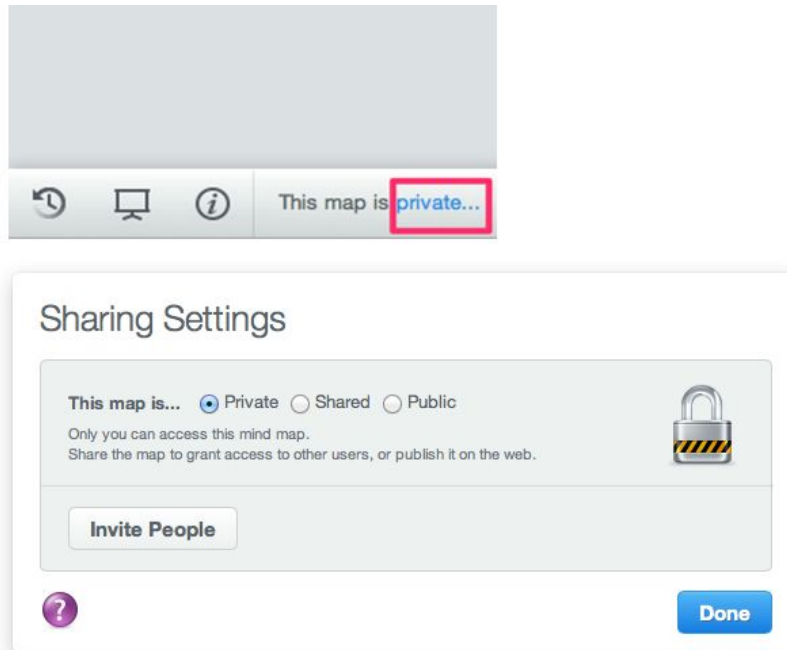 This map is private...
Sharing Settings
This map is... Private Shared Public
Only you can access this mind map.
Share the map to grant access to other users, or publish it on the web.
Invite People
?
Done